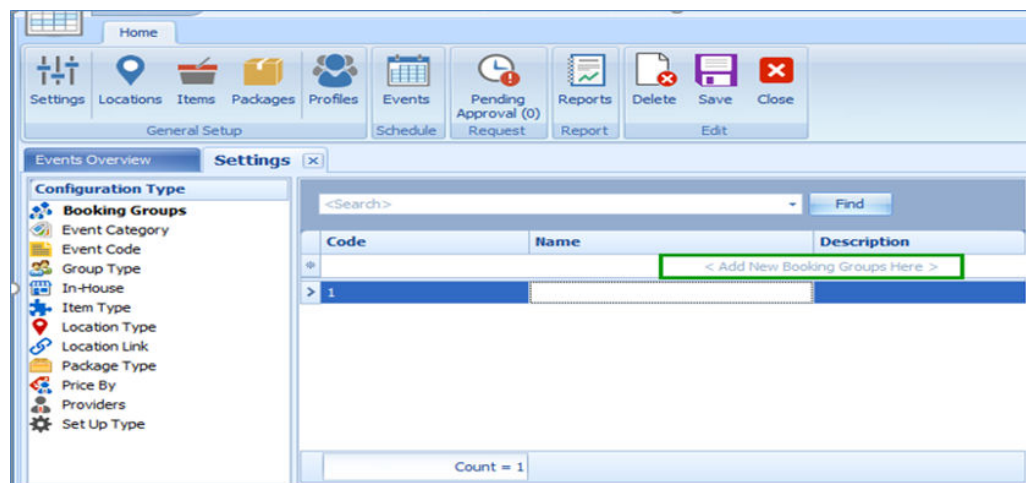 Home
Settings Locations Items Packages Profiles Events Pending Approval (0) Reports Delete Save Close
General Setup Schedule Request Report Edit
Events Overview Settings
Configuration Type
Booking Groups
Event Category
Event Code
Group Type
In-House
Item Type
Location Type
Location Link
Package Type
Price By
Providers
Set Up Type
<Search> Find
Code Name Description
< Add New Booking Groups Here >
1
Count = 1